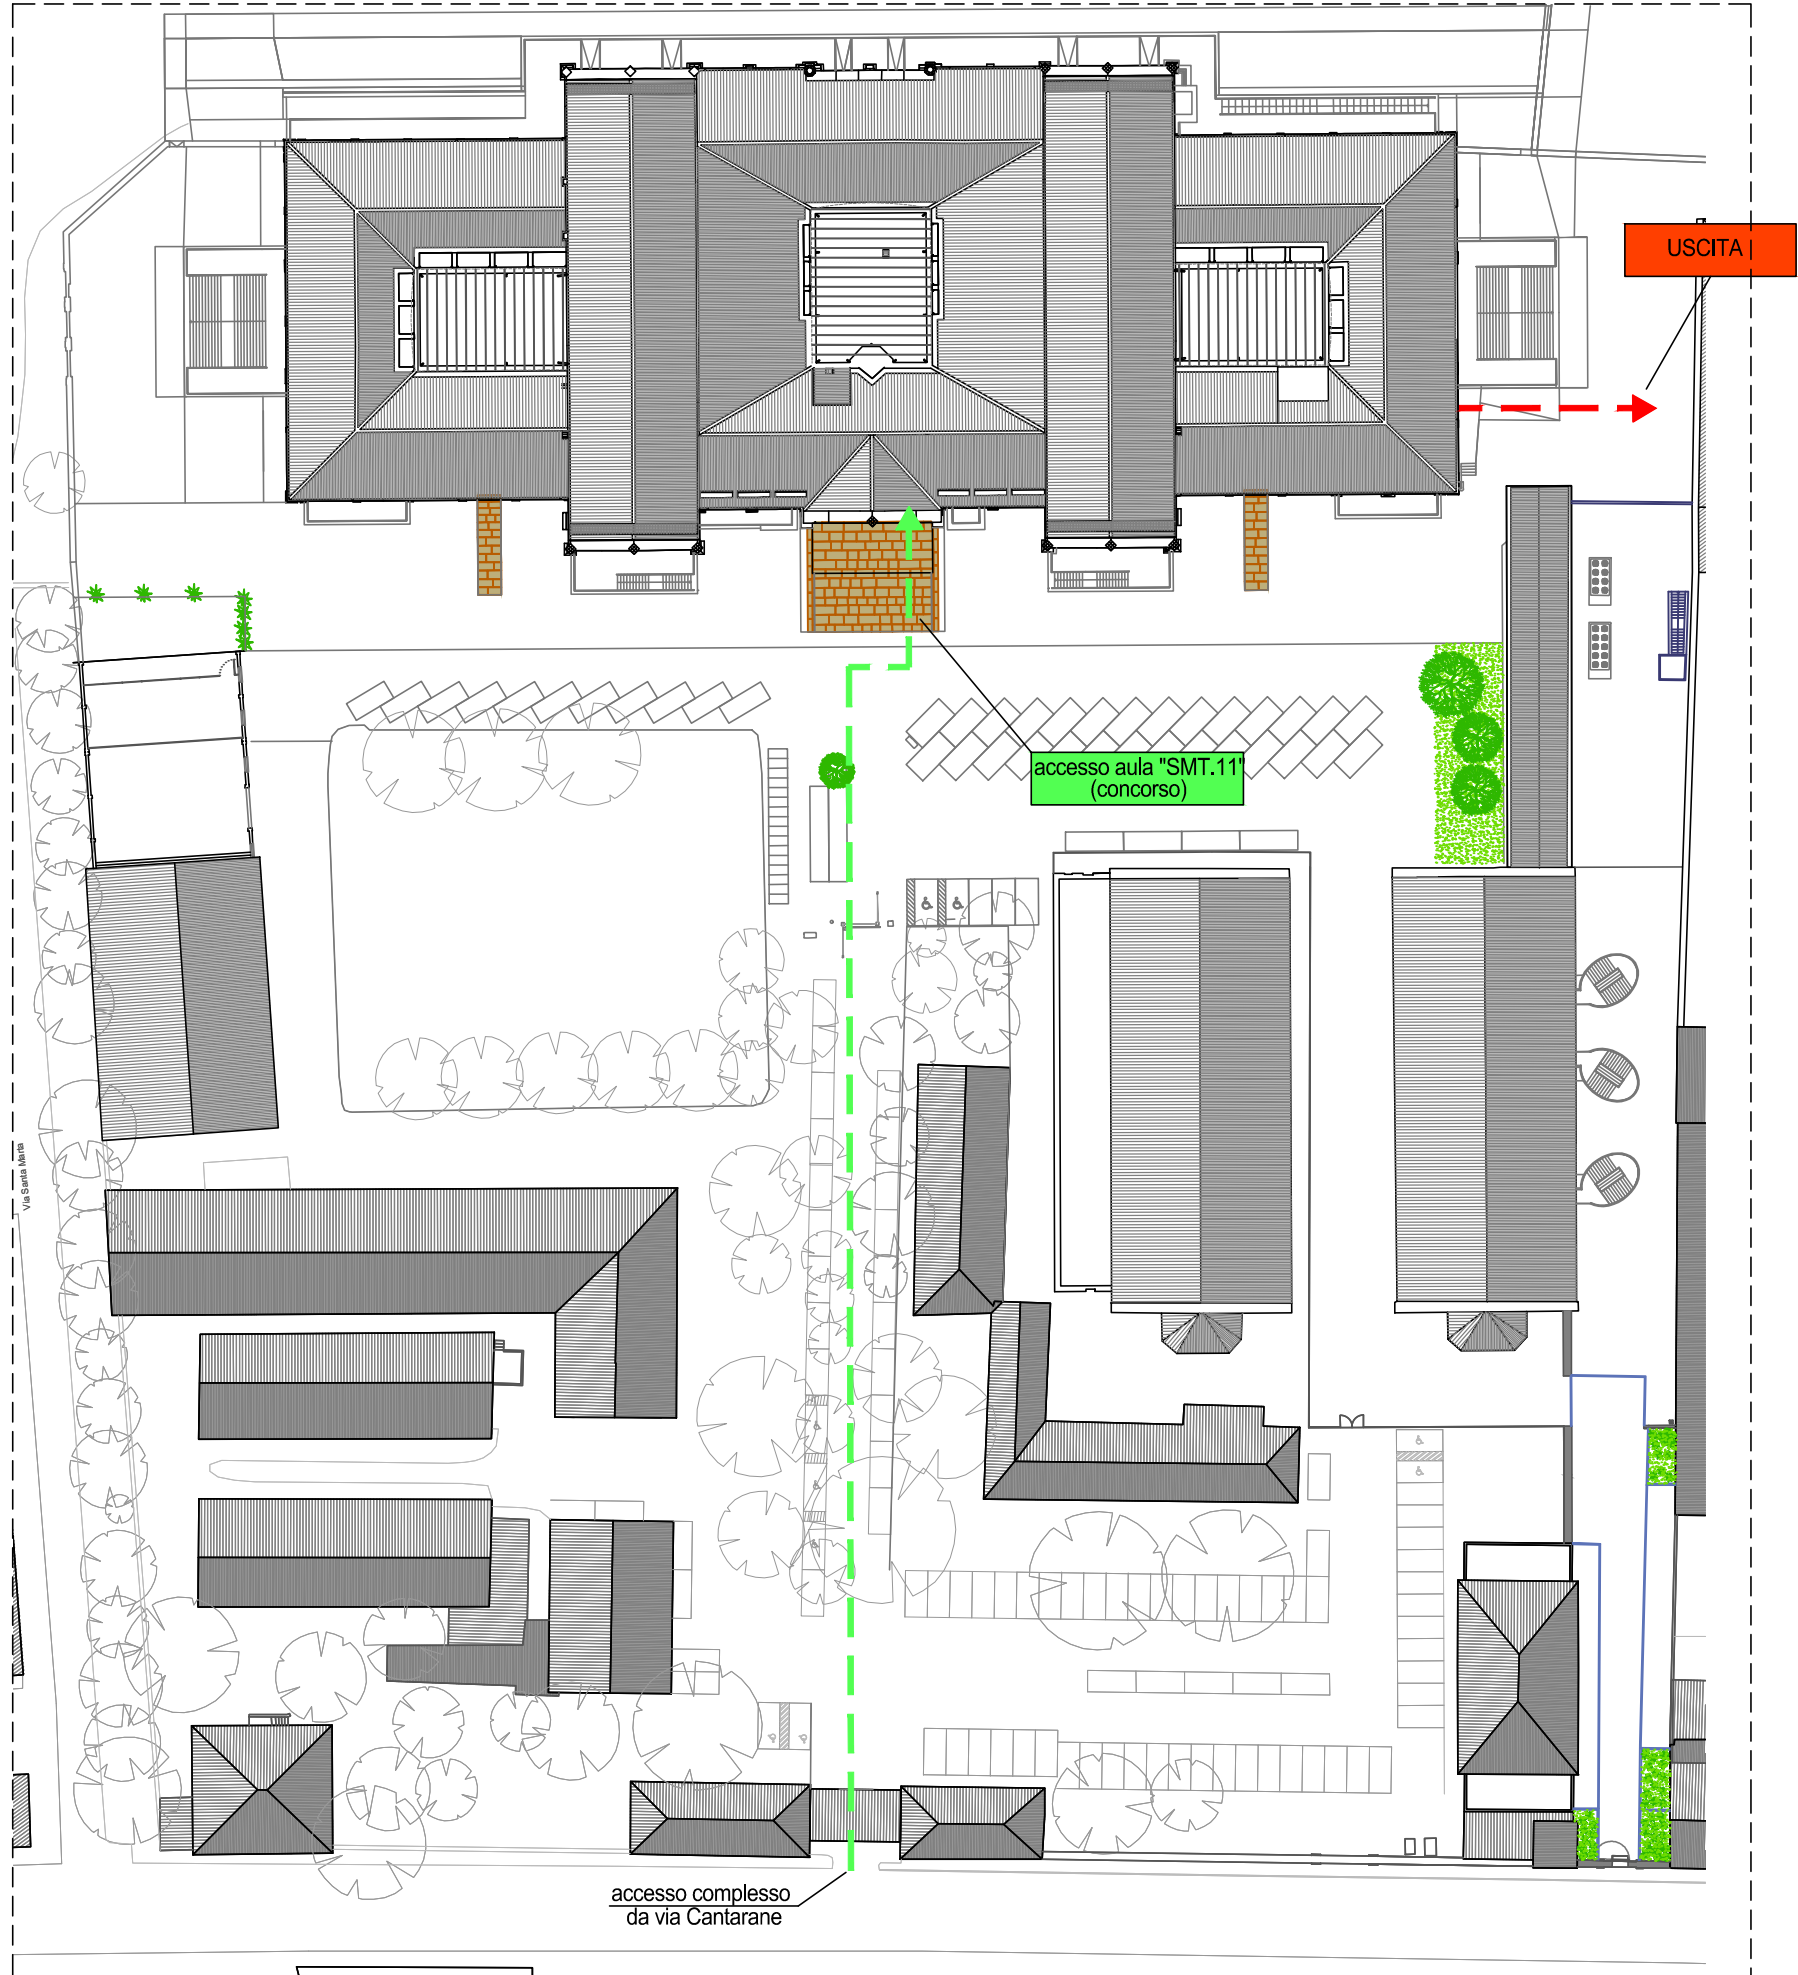 USCITA
accesso aula "SMT.11"
(concorso)
Via Santa Marta
accesso complesso
da via Cantarane